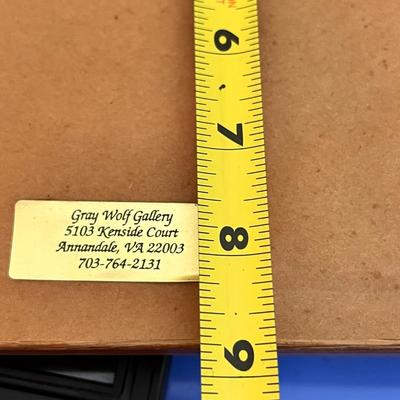 6
7
Gray Wolf Gallery
5103 Kenside Court
Annandale, VA 22003
703-764-2131
8
9